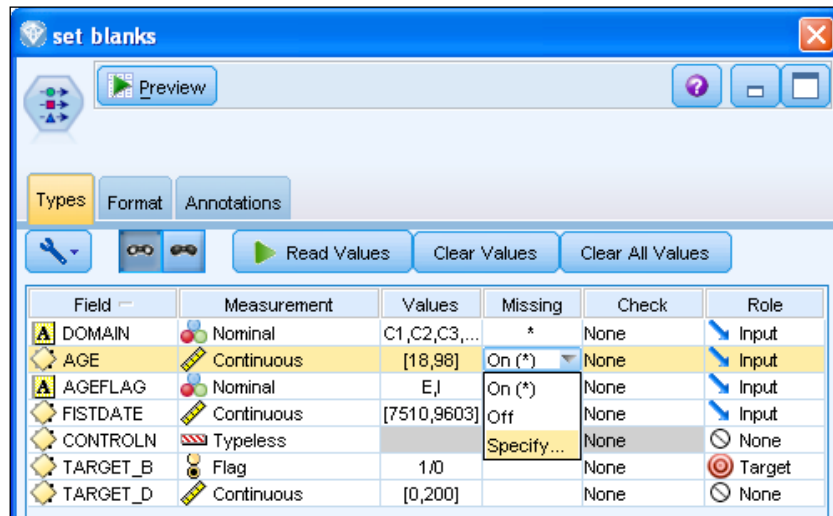 set blanks
Preview
Types Format Annotations
Read Values Clear Values Clear All Values
Field Measurement Values Missing Check Role
A DOMAIN Nominal C1,C2,C3,... * None Input
AGE Continuous [18,98] On (*) None Input
A AGEFLAG Nominal E,I On (*) None Input
FISTDATE Continuous [7510,9603] Off None Input
CONTROLN Typeless Specify... None None
TARGET_B Flag 1/0 None Target
TARGET_D Continuous [0,200] None None